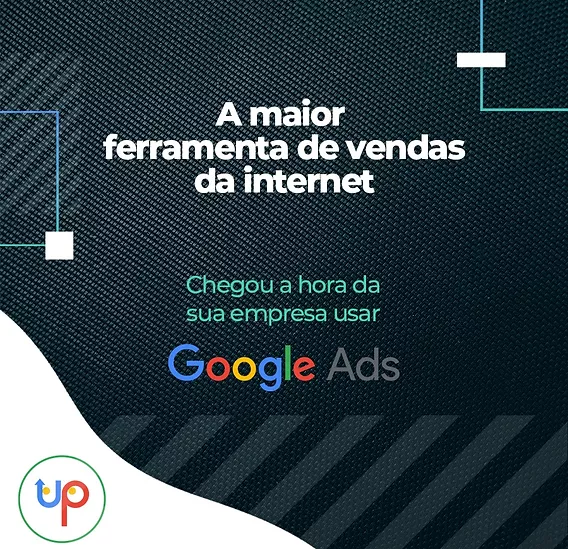 A maior
ferramenta de vendas
da internet
Chegou a hora da
sua empresa usar
Google Ads
up